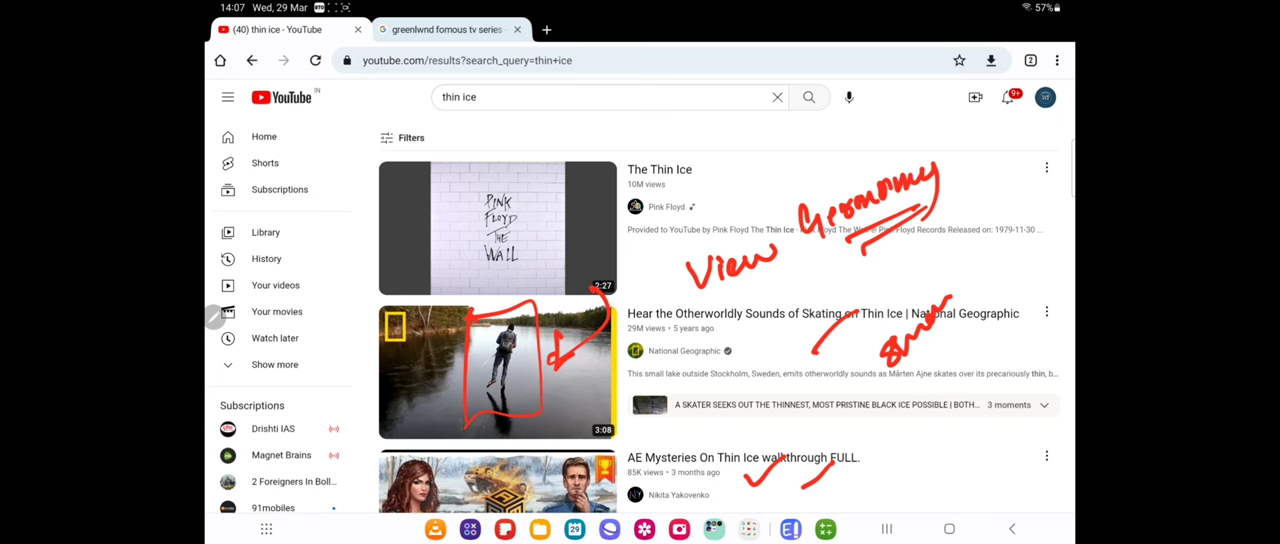 14:07 Wed, 29 Mar
57%
(40) thin ice - YouTube
greenlwnd fomous tv series -
youtube.com/results?search_query=thin+ice
2
YouTube IN
thin ice
9+
Home
Shorts
Subscriptions
Library
History
Your videos
Your movies
Watch later
Show more
Subscriptions
Drishti IAS
Magnet Brains
2 Foreigners In Boll...
91mobiles
Filters
PINK
FLOYD
THE
WALL
2:27
The Thin Ice
10M views
Pink Floyd
Provided to YouTube by Pink Floyd The Thin Ice · Pink Floyd The Wall ℗ Pink Floyd Records Released on: 1979-11-30 ...
View
3:08
Hear the Otherworldly Sounds of Skating on Thin Ice | National Geographic
29M views • 5 years ago
National Geographic
This small lake outside Stockholm, Sweden, emits otherworldly sounds as Mårten Ajne skates over its precariously thin, b...
A SKATER SEEKS OUT THE THINNEST, MOST PRISTINE BLACK ICE POSSIBLE | BOTH...
3 moments
AE Mysteries On Thin Ice walkthrough FULL.
85K views • 3 months ago
Nikita Yakovenko
29